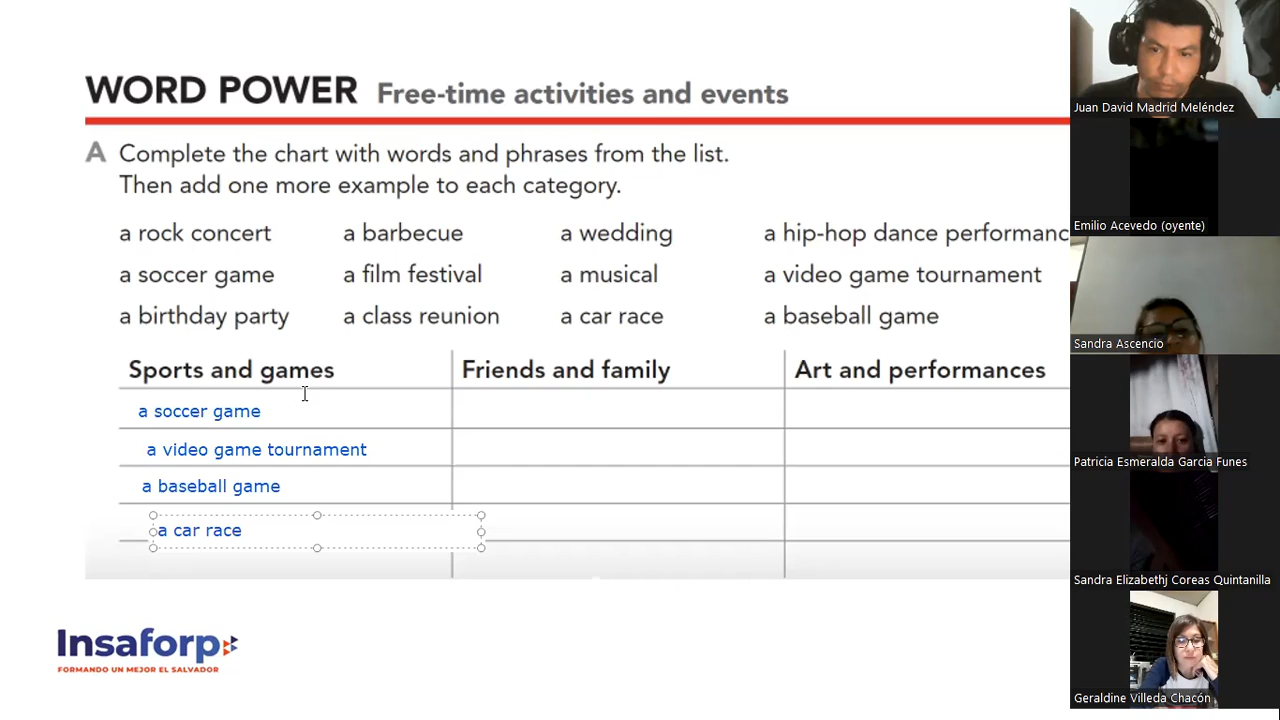 WORD POWER Free-time activities and events
A Complete the chart with words and phrases from the list.
Then add one more example to each category.
a rock concert a barbecue a wedding a hip-hop dance performanc
a soccer game a film festival a musical a video game tournament
a birthday party a class reunion a car race a baseball game
Sports and games Friends and family Art and performances
a soccer game
a video game tournament
a baseball game
a car race
Insaforp
FORMANDO UN MEJOR EL SALVADOR
Juan David Madrid Meléndez
Emilio Acevedo (oyente)
Sandra Ascencio
Patricia Esmeralda Garcia Funes
Sandra Elizabethj Coreas Quintanilla
Geraldine Villeda Chacón